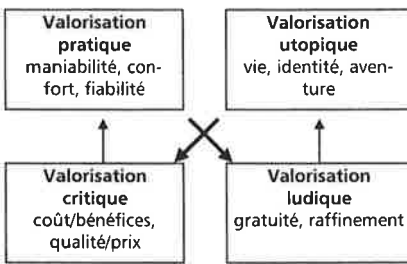 Valorisation
pratique
maniabilité, con-
fort, fiabilité
Valorisation
utopique
vie, identité, aven-
ture
Valorisation
critique
coût/bénéfices,
qualité/prix
Valorisation
ludique
gratuité, raffinement